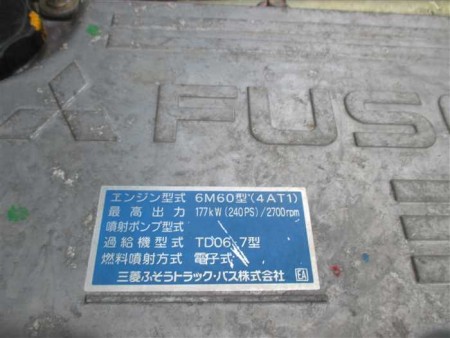 FUSO
エンジン型式 6M60型(4AT1)
最高出力 177kW(240PS)/2700rpm
噴射ポンプ型式
過給機型式 TD06-7型
燃料噴射方式 電子式
三菱ふそうトラック・バス株式会社
EA